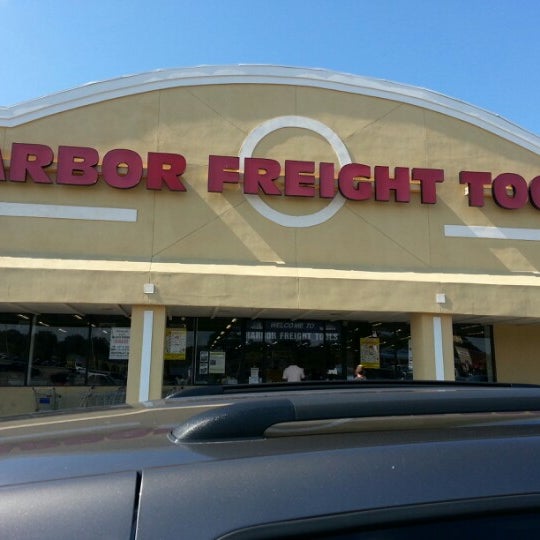 ARBOR FREIGHT TOO
WELCOME TO
HARBOR FREIGHT TOOLS